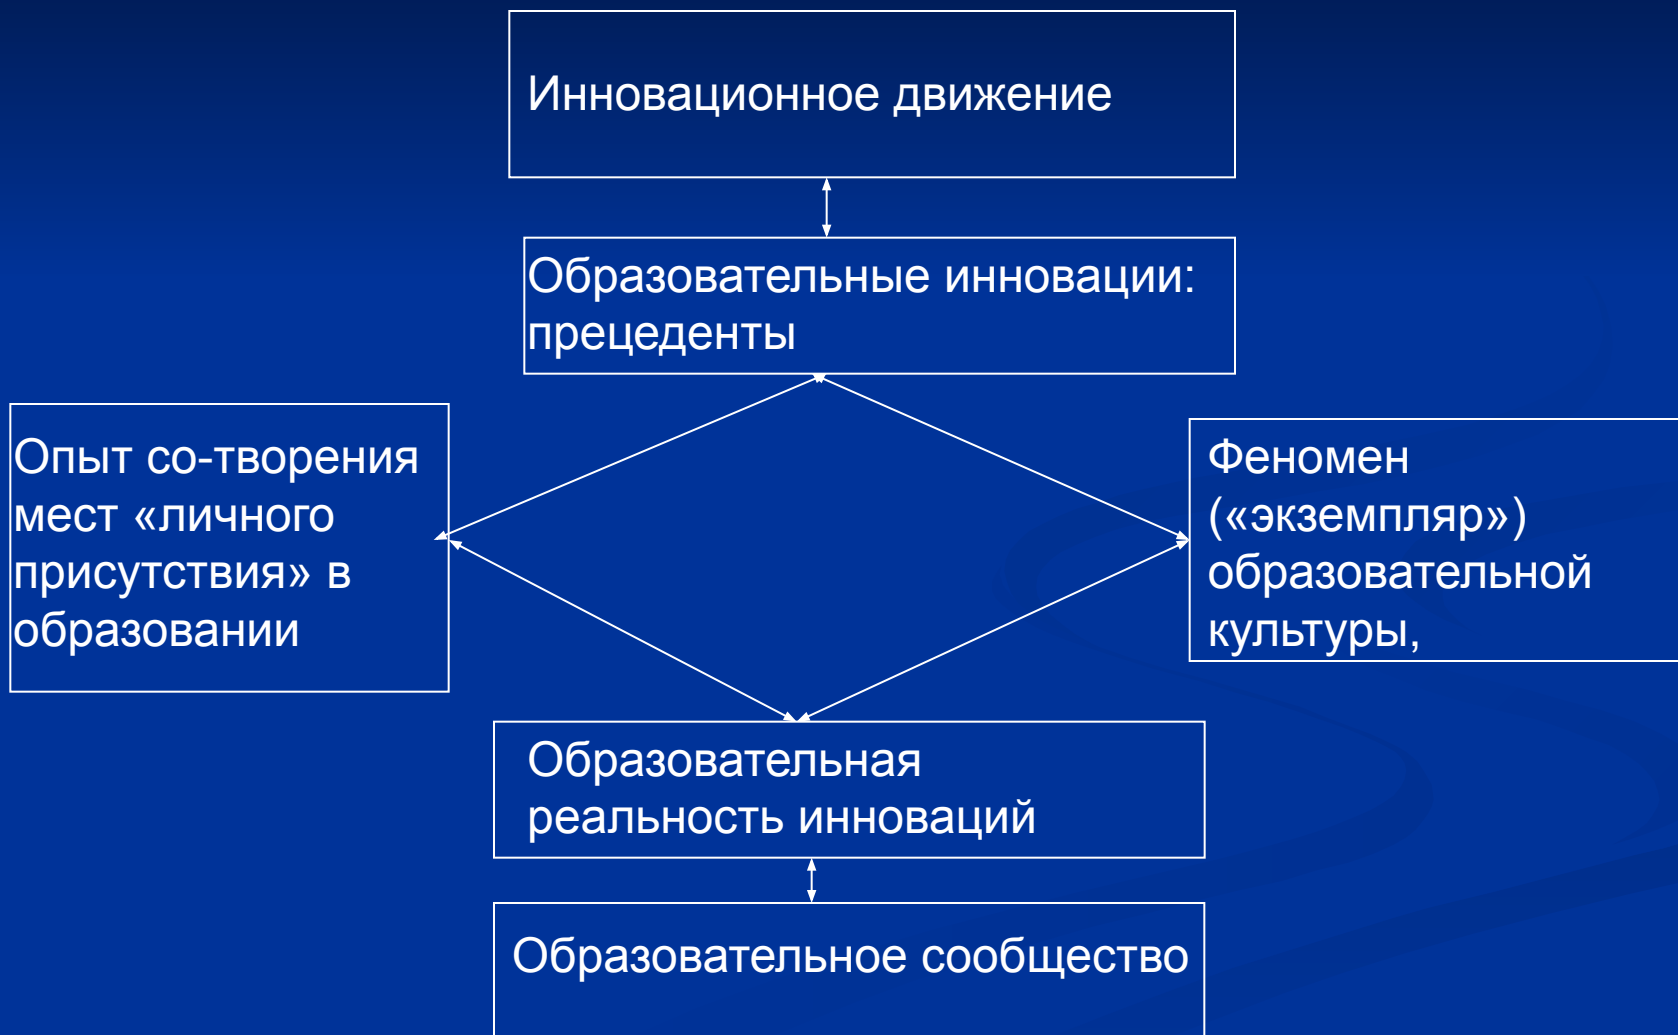 Инновационное движение
Образовательные инновации:
прецеденты
Опыт со-творения
мест «личного
присутствия» в
образовании
Феномен
(«экземпляр»)
образовательной
культуры,
Образовательная
реальность инноваций
Образовательное сообщество